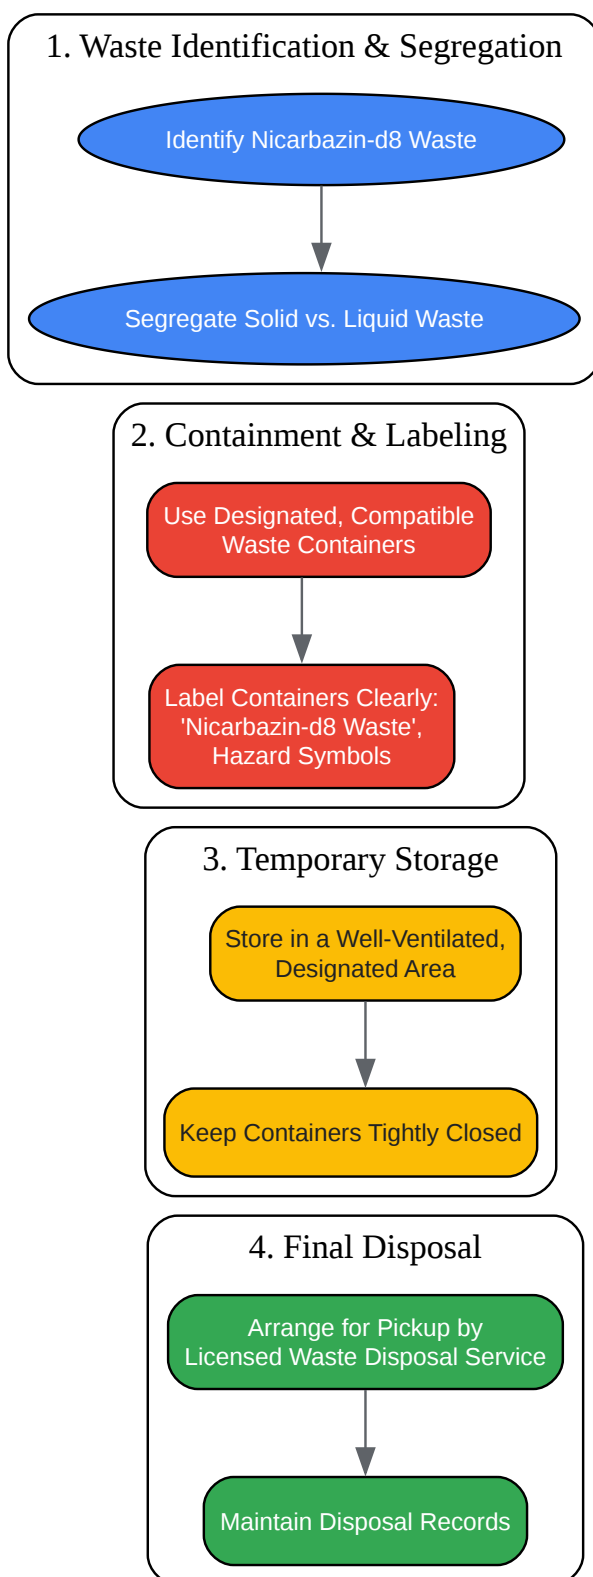 1. Waste Identification & Segregation
Identify Nicarbazin-d8 Waste
Segregate Solid vs. Liquid Waste
2. Containment & Labeling
Use Designated, Compatible
Waste Containers
Label Containers Clearly:
'Nicarbazin-d8 Waste',
Hazard Symbols
3. Temporary Storage
Store in a Well-Ventilated,
Designated Area
Keep Containers Tightly Closed
4. Final Disposal
Arrange for Pickup by
Licensed Waste Disposal Service
Maintain Disposal Records